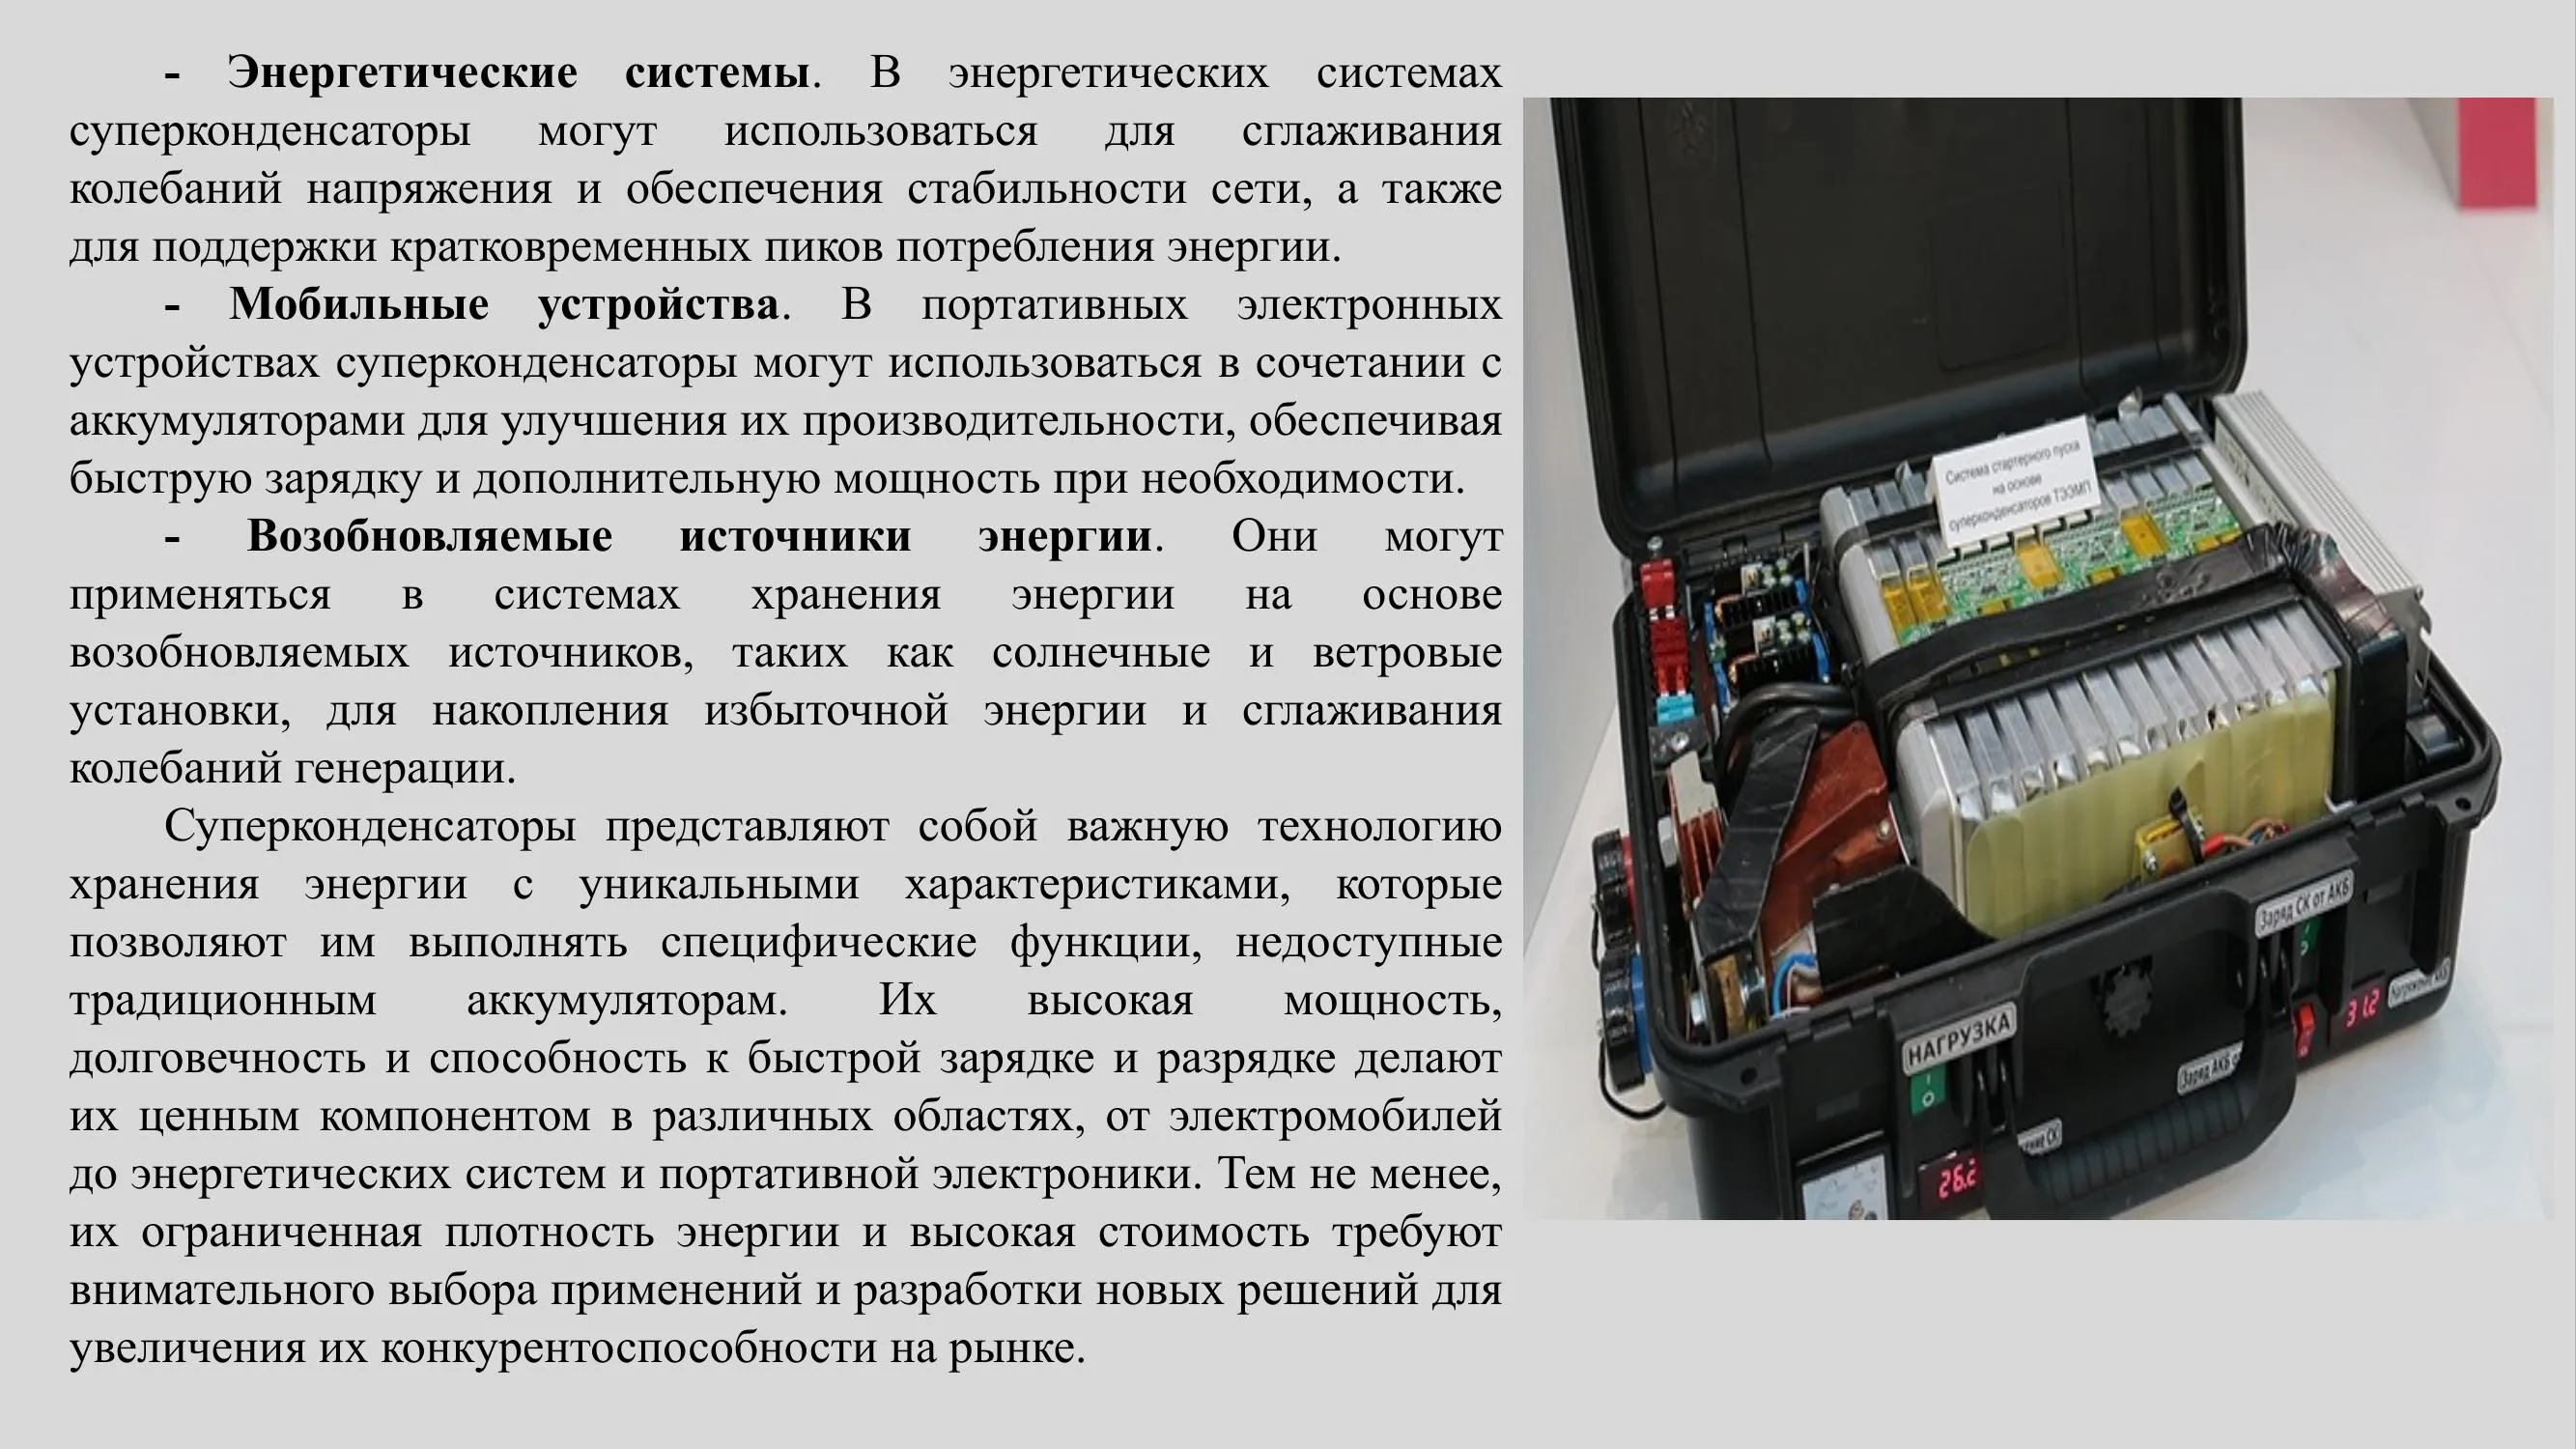 - Энергетические системы. В энергетических системах
суперконденсаторы могут использоваться для сглаживания
колебаний напряжения и обеспечения стабильности сети, а также
для поддержки кратковременных пиков потребления энергии.
- Мобильные устройства. В портативных электронных
устройствах суперконденсаторы могут использоваться в сочетании с
аккумуляторами для улучшения их производительности, обеспечивая
быструю зарядку и дополнительную мощность при необходимости.
- Возобновляемые источники энергии. Они могут
применяться в системах хранения энергии на основе
возобновляемых источников, таких как солнечные и ветровые
установки, для накопления избыточной энергии и сглаживания
колебаний генерации.
Суперконденсаторы представляют собой важную технологию
хранения энергии с уникальными характеристиками, которые
позволяют им выполнять специфические функции, недоступные
традиционным аккумуляторам. Их высокая мощность,
долговечность и способность к быстрой зарядке и разрядке делают
их ценным компонентом в различных областях, от электромобилей
до энергетических систем и портативной электроники. Тем не менее,
их ограниченная плотность энергии и высокая стоимость требуют
внимательного выбора применений и разработки новых решений для
увеличения их конкурентоспособности на рынке.
Система стартерного пуска
на основе
суперконденсаторов ТЭЭМП
Заряд СК от АКБ
31.2
НАГРУЗКА
Заряд АКБ
СК
26.2